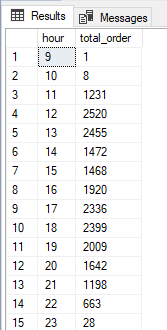 Results Messages
hour total_order
1 9 1
2 10 8
3 11 1231
4 12 2520
5 13 2455
6 14 1472
7 15 1468
8 16 1920
9 17 2336
10 18 2399
11 19 2009
12 20 1642
13 21 1198
14 22 663
15 23 28